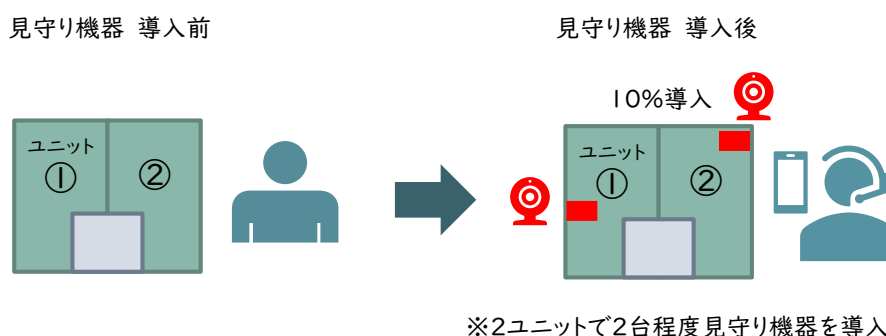 見守り機器 導入前
見守り機器 導入後
10%導入
ユニット
①
②
ユニット
①
②
※2ユニットで2台程度見守り機器を導入